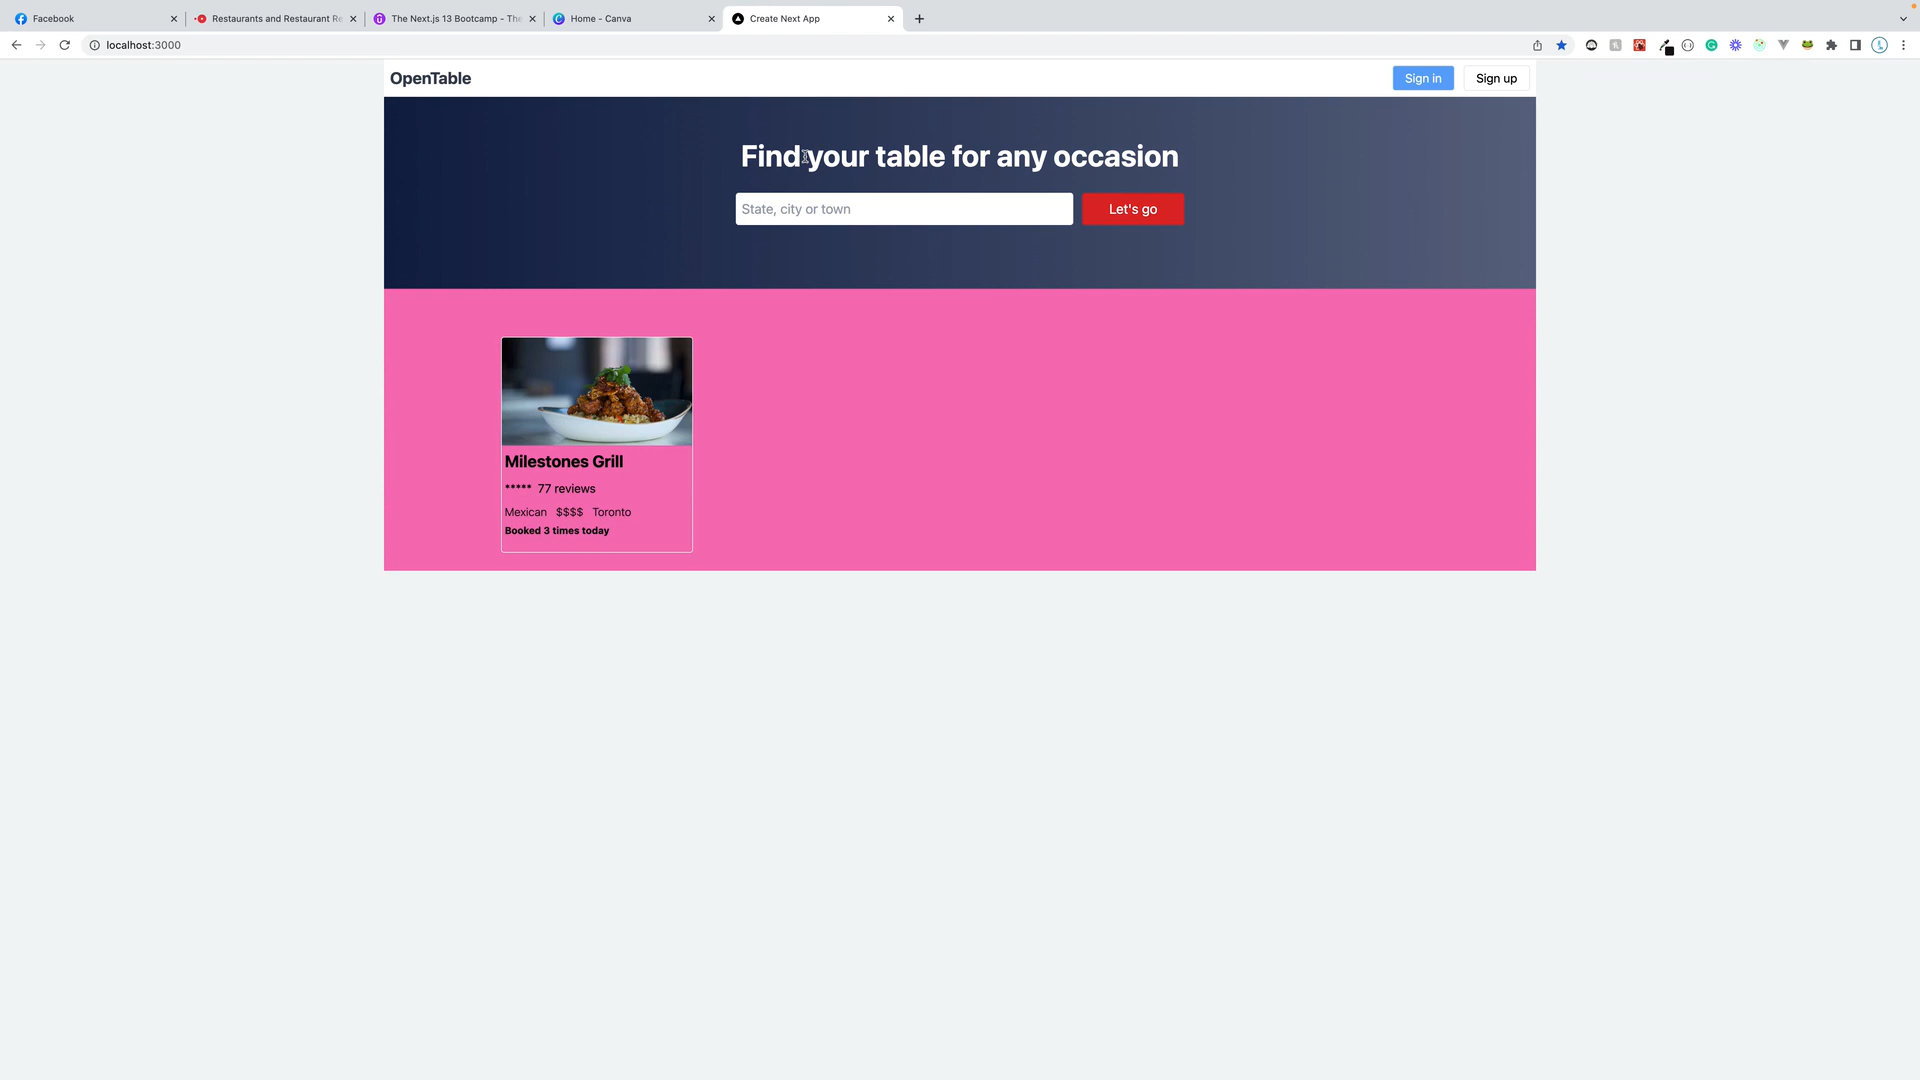 Facebook
Restaurants and Restaurant Re
The Next.js 13 Bootcamp - The
Home - Canva
Create Next App
localhost:3000
OpenTable
Sign in
Sign up
Find your table for any occasion
State, city or town
Let's go
Milestones Grill
***** 77 reviews
Mexican $$$$ Toronto
Booked 3 times today